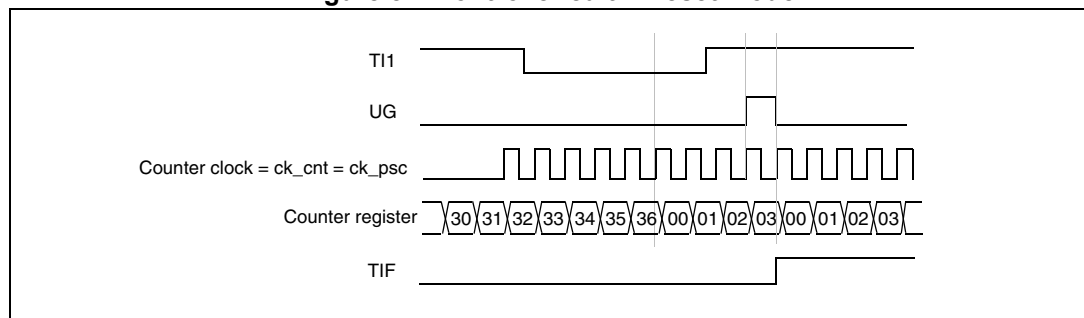 TI1
UG
Counter clock = ck_cnt = ck_psc
Counter register 30 31 32 33 34 35 36 00 01 02 03 00 01 02 03
TIF